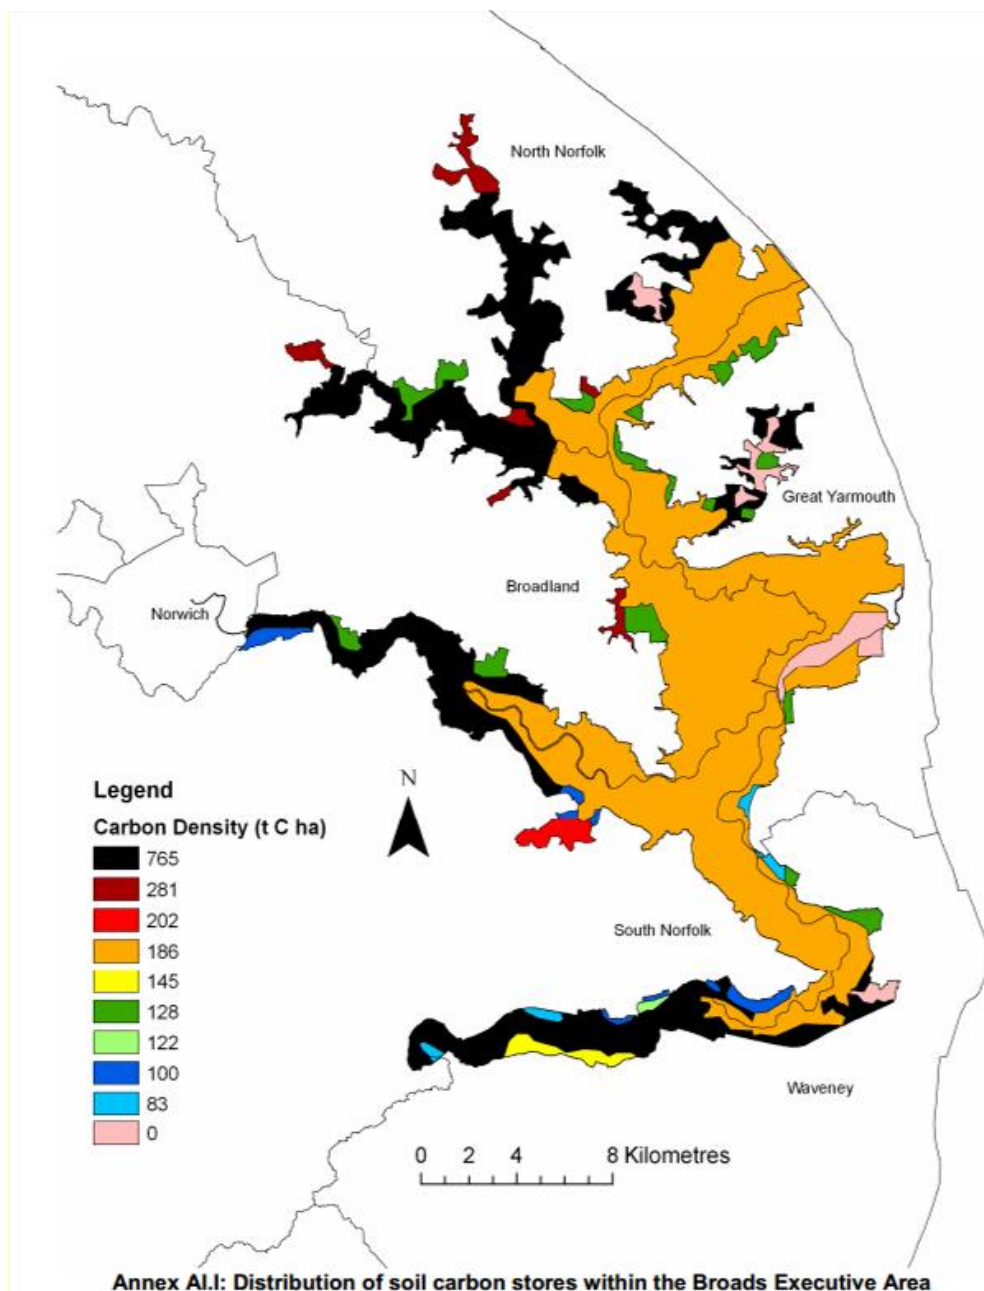 North Norfolk
Great Yarmouth
Broadland
Norwich
N
Legend
Carbon Density (t C ha)
765
281
202
186
145
128
122
100
83
0
South Norfolk
Waveney
0 2 4 8 Kilometres
Annex AI.I: Distribution of soil carbon stores within the Broads Executive Area